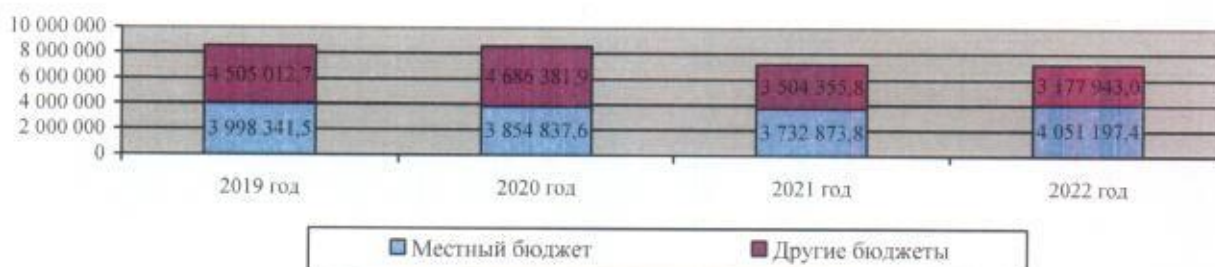 10 000 000
8 000 000
6 000 000
4 000 000
2 000 000
0
4 505 012,7
4 686 381,9
3 504 355,8
3 177 943,0
3 998 341,5
3 854 837,6
3 732 873,8
4 051 197,4
2019 год
2020 год
2021 год
2022 год
Местный бюджет
Другие бюджеты